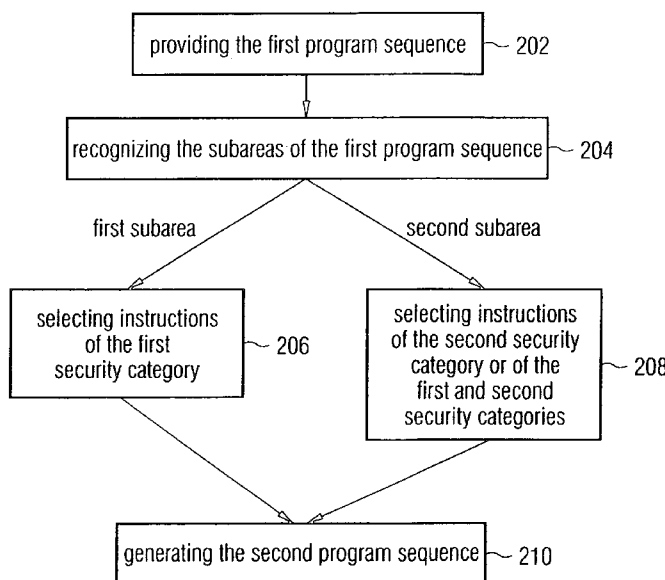 providing the first program sequence
202
recognizing the subareas of the first program sequence
204
first subarea
second subarea
selecting instructions
of the first
security category
206
selecting instructions
of the second security
category or of the
first and second
security categories
208
generating the second program sequence
210